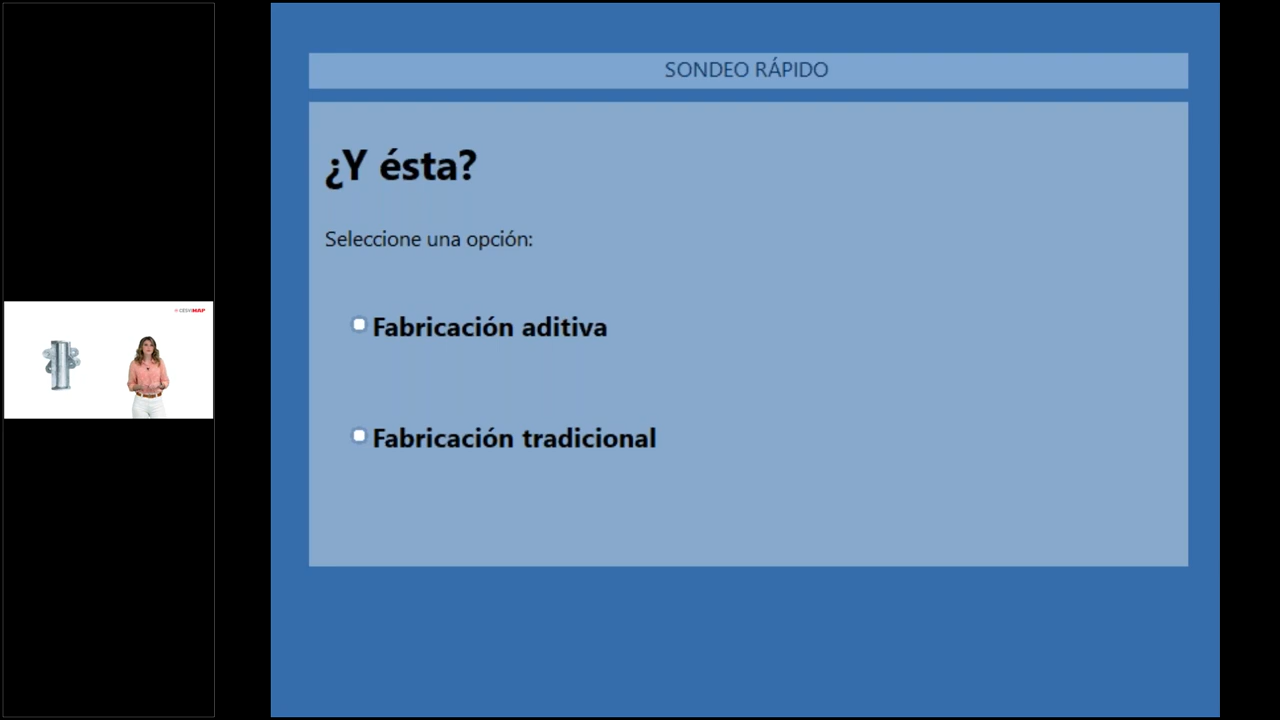 SONDEO RÁPIDO
¿Y ésta?
Seleccione una opción:
Fabricación aditiva
Fabricación tradicional